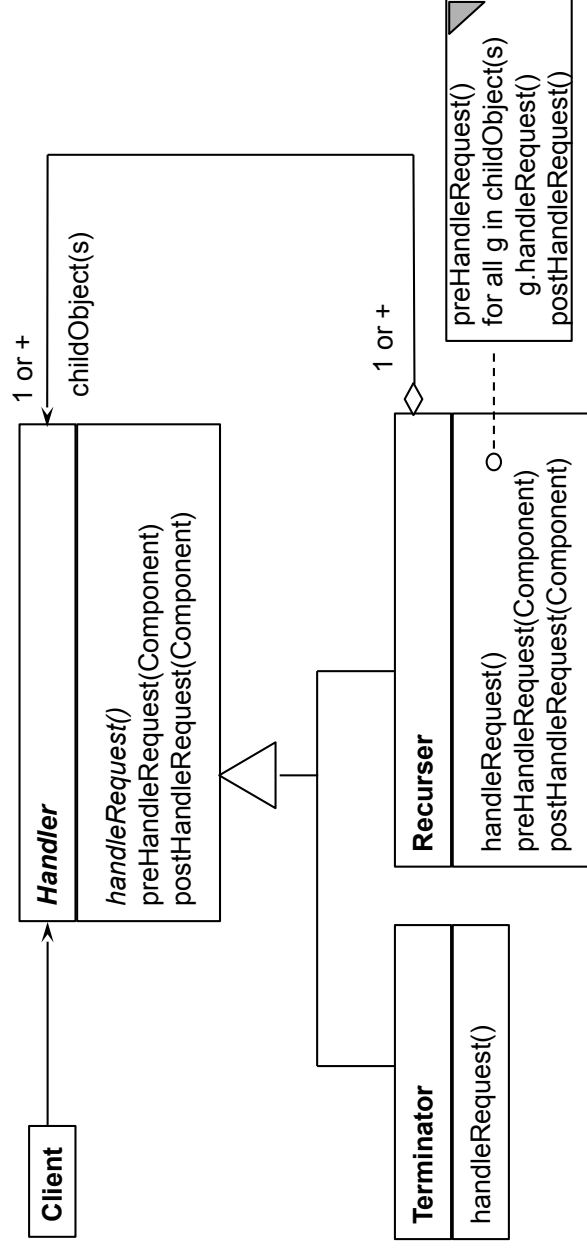 Client
Handler
handleRequest()
preHandleRequest(Component)
postHandleRequest(Component)
1 or +
childObject(s)
Terminator
handleRequest()
Recurser
handleRequest()
preHandleRequest(Component)
postHandleRequest(Component)
1 or +
preHandleRequest()
for all g in childObject(s)
g.handleRequest()
postHandleRequest()